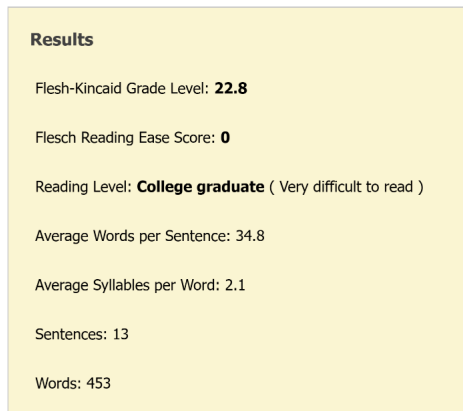 Results
Flesh-Kincaid Grade Level: 22.8
Flesch Reading Ease Score: 0
Reading Level: College graduate ( Very difficult to read )
Average Words per Sentence: 34.8
Average Syllables per Word: 2.1
Sentences: 13
Words: 453